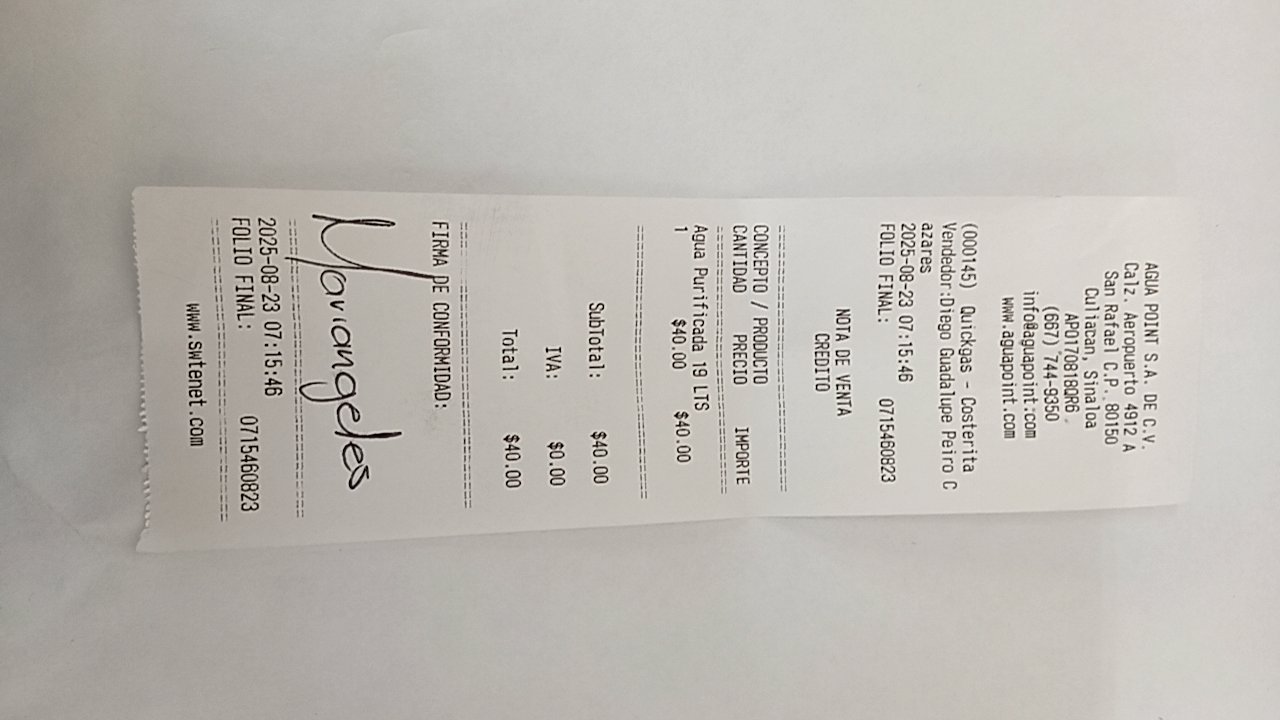 AGUA POINT S.A. DE C.V.
Calz. Aeropuerto 4912 A
San Rafael C.P. 80150
Culiacan, Sinaloa
APO170818QR6
(667) 744-9350
info@aguapoint.com
www.aguapoint.com
(000145) Quickgas - Costerita
Vendedor:Diego Guadalupe Peiro C
azares
2025-08-23 07:15:46
FOLIO FINAL: 0715460823
NOTA DE VENTA
CREDITO
CONCEPTO / PRODUCTO
CANTIDAD PRECIO IMPORTE
Agua Purificada 19 LTS
1 $40.00 $40.00
SubTotal: $40.00
IVA: $0.00
Total: $40.00
FIRMA DE CONFORMIDAD:
Mariangeles
2025-08-23 07:15:46
FOLIO FINAL: 0715460823
www.swtenet.com